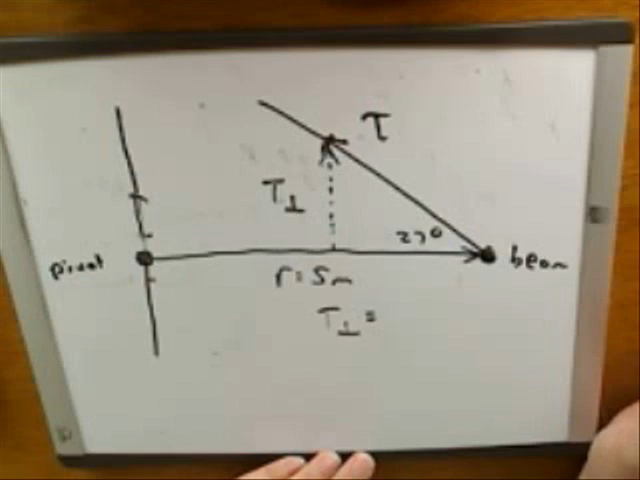 T
T⊥
27°
pivot
beam
r = 5m
T⊥ =